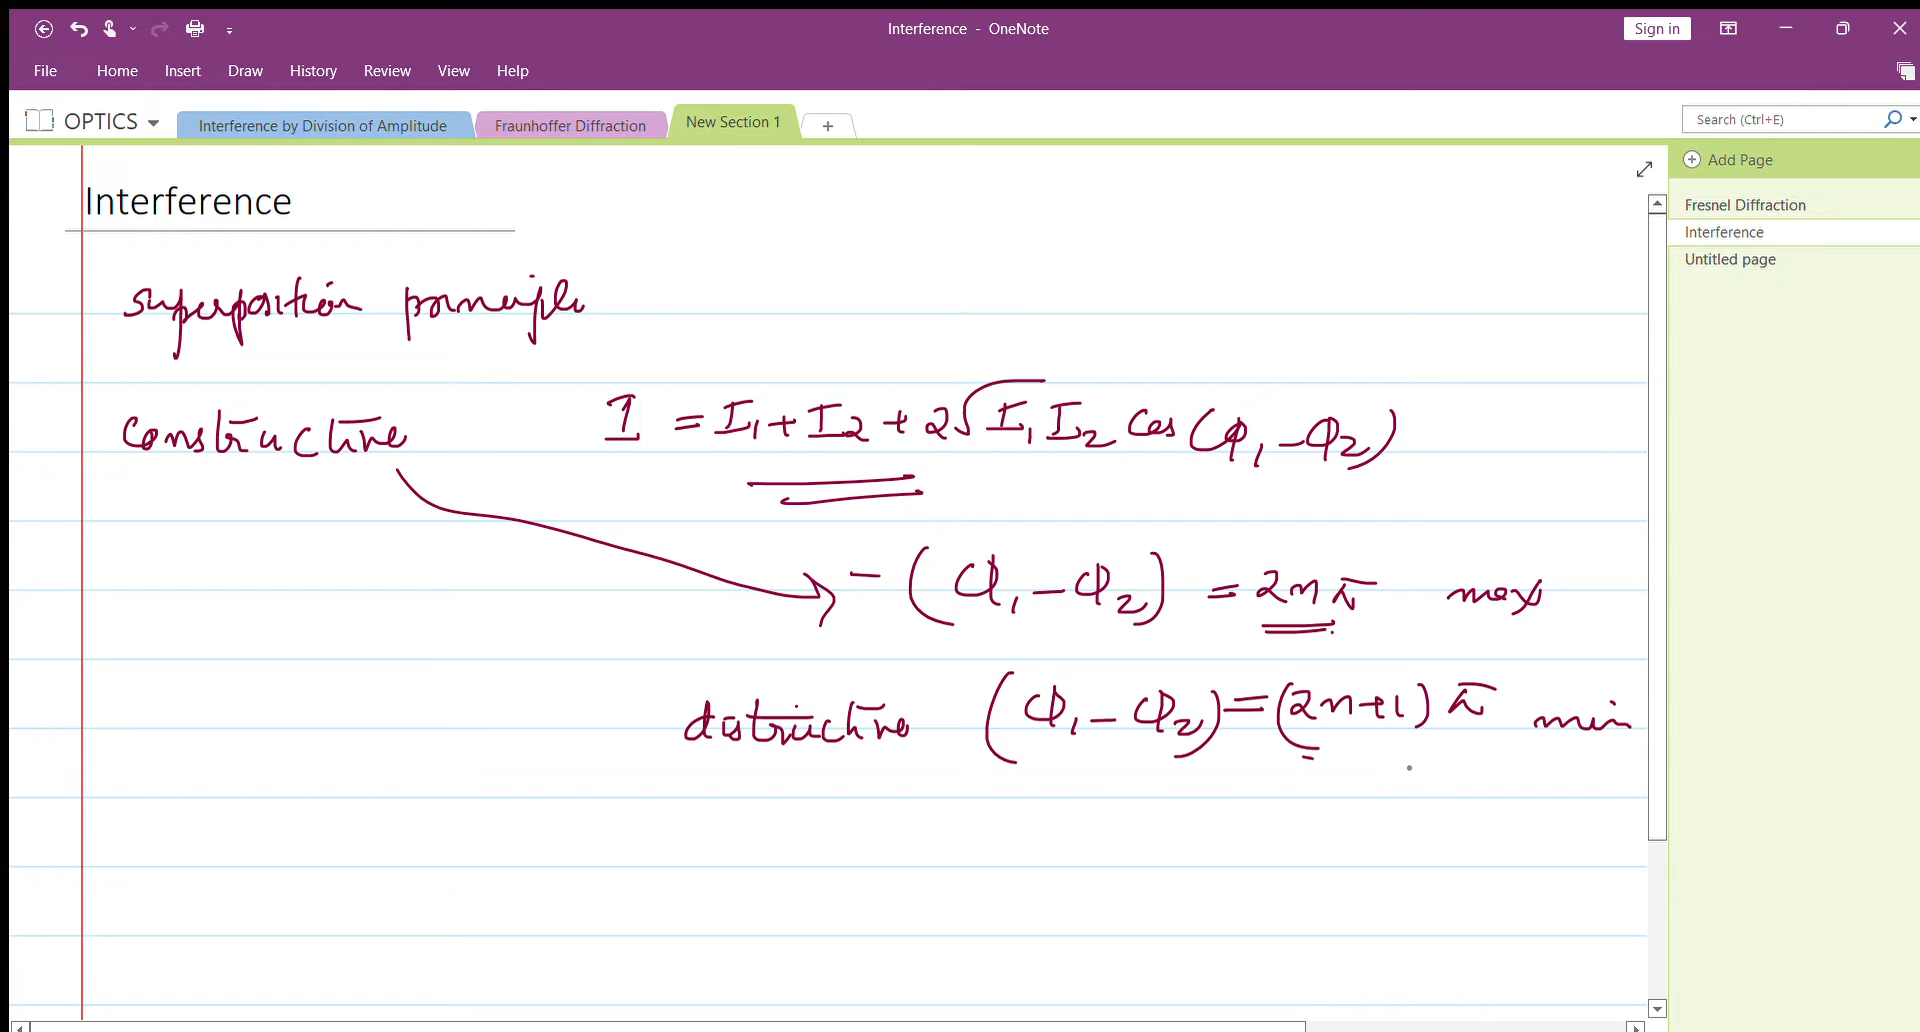 Interference - OneNote
Sign in
File Home Insert Draw History Review View Help
OPTICS
Interference by Division of Amplitude
Fraunhoffer Diffraction
New Section 1
+
Search (Ctrl+E)
Add Page
Fresnel Diffraction
Interference
Untitled page
Interference
superposition principle
constructive I = I₁ + I₂ + 2√I₁I₂ cos (φ₁ - φ₂)
- (φ₁ - φ₂) = 2nπ max
distructive (φ₁ - φ₂) = (2n+1) π min